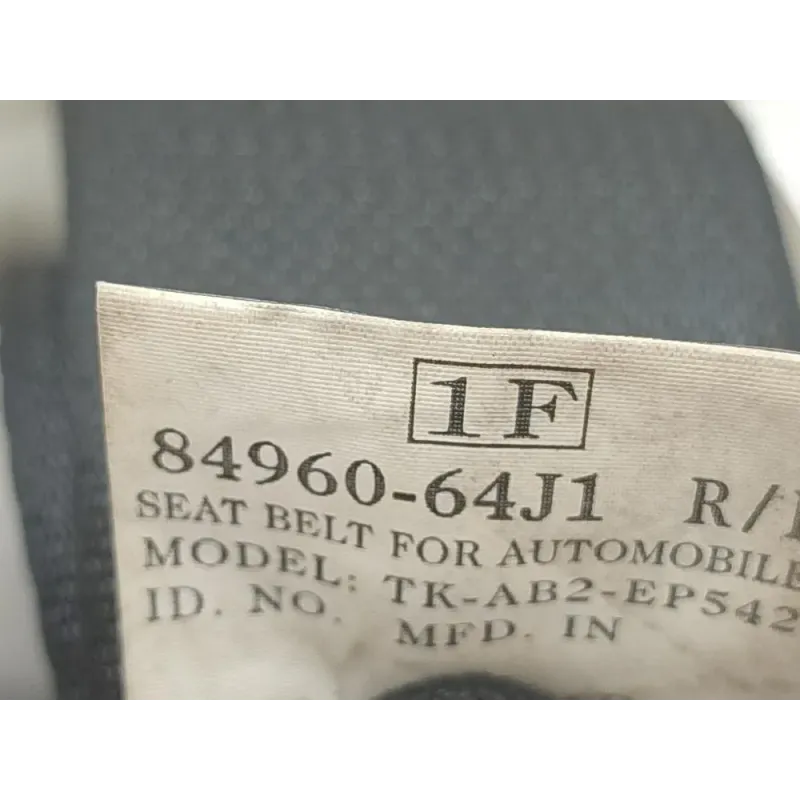 1F
84960-64J1 R/
SEAT BELT FOR AUTOMOBILE
MODEL: TK-AB2-EP542
ID. NO.
MFD. IN